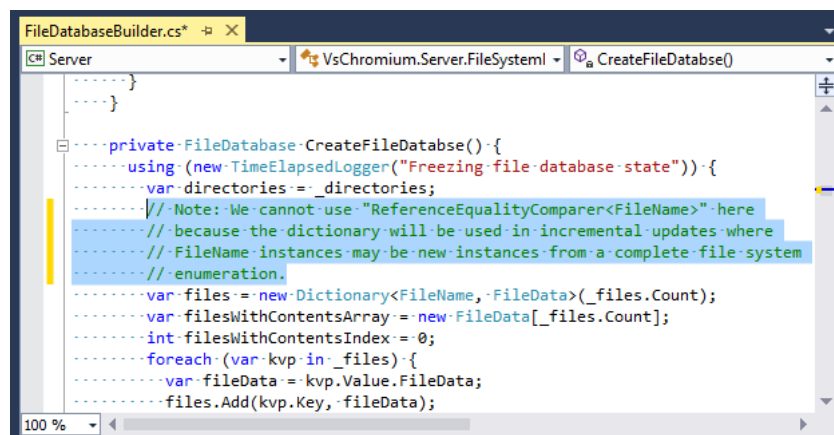 FileDatabaseBuilder.cs*
C# Server VsChromium.Server.FileSystemI CreateFileDatabse()
}
}
private FileDatabase CreateFileDatabse() {
using (new TimeElapsedLogger("Freezing file database state")) {
var directories = _directories;
// Note: We cannot use "ReferenceEqualityComparer<FileName>" here
// because the dictionary will be used in incremental updates where
// FileName instances may be new instances from a complete file system
// enumeration.
var files = new Dictionary<FileName, FileData>(_files.Count);
var filesWithContentsArray = new FileData[_files.Count];
int filesWithContentsIndex = 0;
foreach (var kvp in _files) {
var fileData = kvp.Value.FileData;
files.Add(kvp.Key, fileData);
100 %